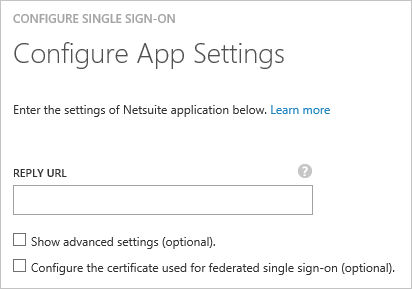 CONFIGURE SINGLE SIGN-ON
Configure App Settings
Enter the settings of Netsuite application below. Learn more
REPLY URL ?
Show advanced settings (optional).
Configure the certificate used for federated single sign-on (optional).